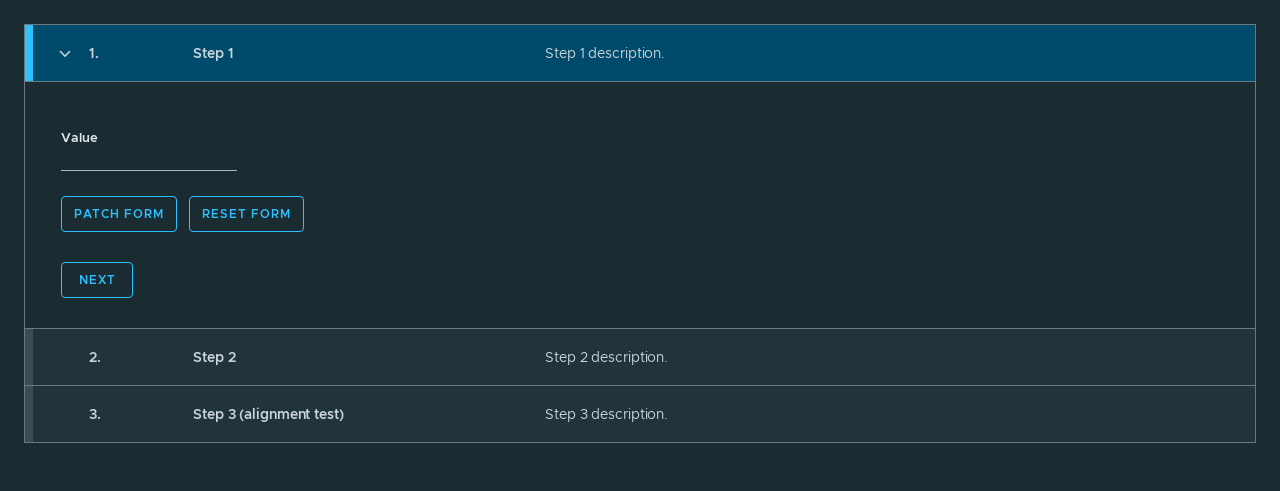 1. Step 1 Step 1 description.
Value
PATCH FORM RESET FORM
NEXT
2. Step 2 Step 2 description.
3. Step 3 (alignment test) Step 3 description.